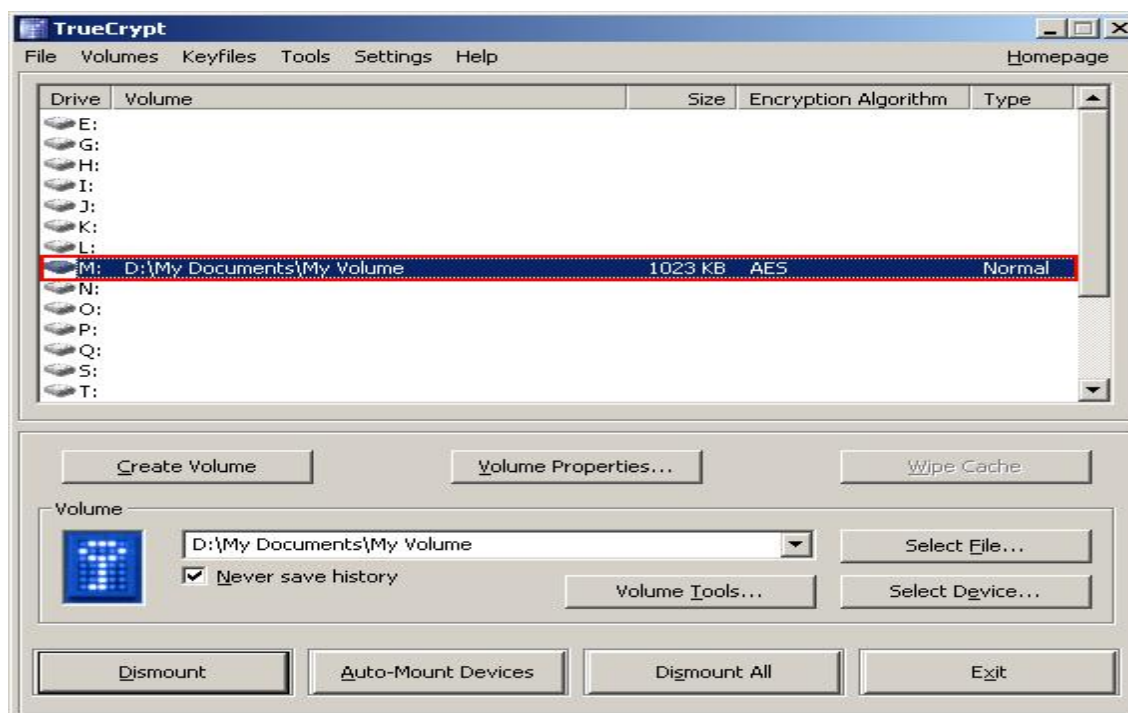 TrueCrypt
File Volumes Keyfiles Tools Settings Help Homepage
Drive Volume Size Encryption Algorithm Type
E:
G:
H:
I:
J:
K:
L:
M: D:\My Documents\My Volume 1023 KB AES Normal
N:
O:
P:
Q:
S:
T:
Create Volume Volume Properties... Wipe Cache
Volume
D:\My Documents\My Volume Select File...
Never save history
Volume Tools... Select Device...
Dismount Auto-Mount Devices Dismount All Exit